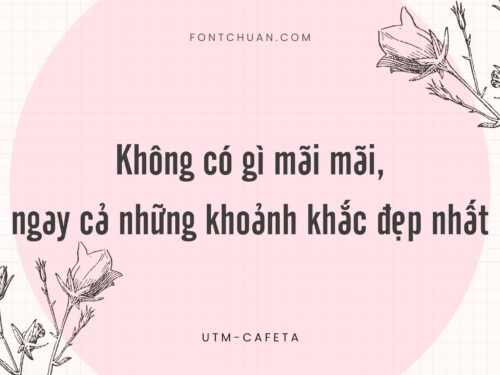 FONTCHUAN.COM
Không có gì mãi mãi,
ngay cả những khoảnh khắc đẹp nhất
UTM-CAFETA